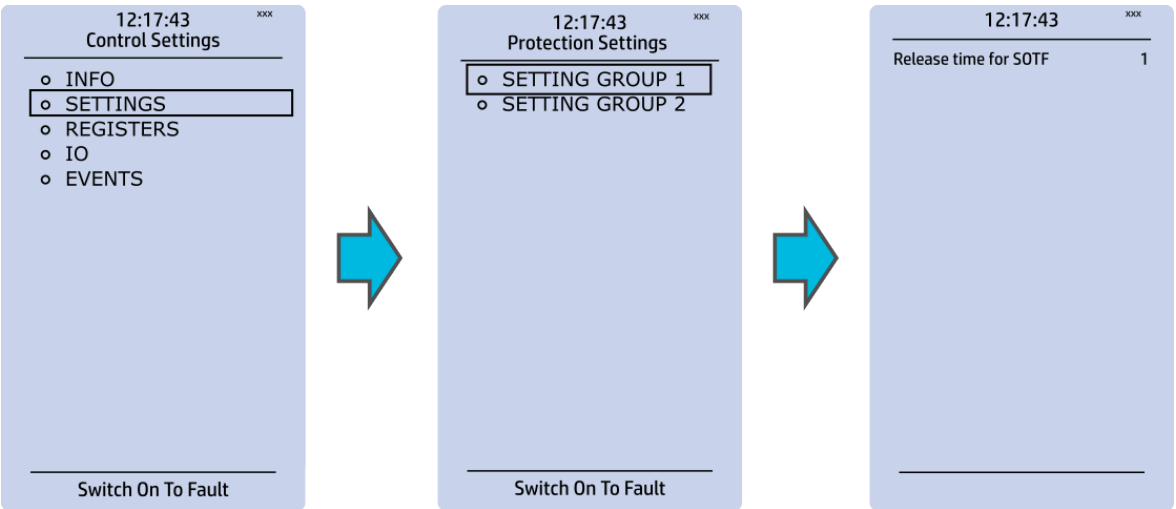 12:17:43 xxx
Control Settings
INFO
SETTINGS
REGISTERS
IO
EVENTS
Switch On To Fault
12:17:43 xxx
Protection Settings
SETTING GROUP 1
SETTING GROUP 2
Switch On To Fault
12:17:43 xxx
Release time for SOTF 1